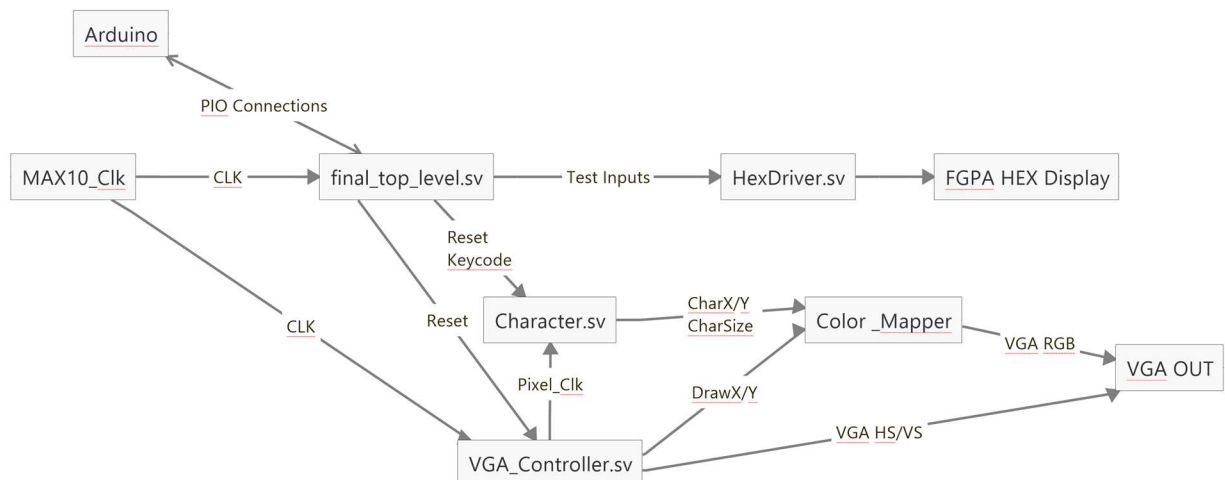 Arduino
PIO Connections
MAX10_Clk
CLK
final_top_level.sv
Test Inputs
HexDriver.sv
FGPA HEX Display
Reset
Keycode
CLK
Reset
Character.sv
CharX/Y
CharSize
Color _Mapper
VGA RGB
VGA OUT
Pixel_Clk
DrawX/Y
VGA HS/VS
VGA_Controller.sv